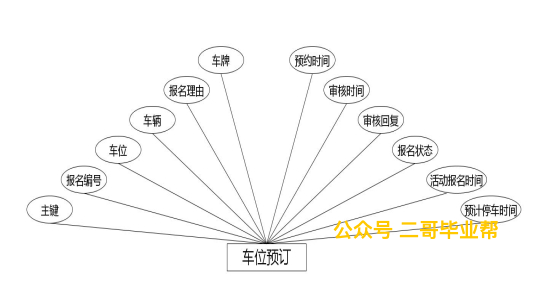 车牌
预约时间
报名理由
审核时间
车辆
审核回复
车位
报名状态
报名编号
活动报名时间
主键
预计停车时间
公众号 二哥毕业帮
车位预订